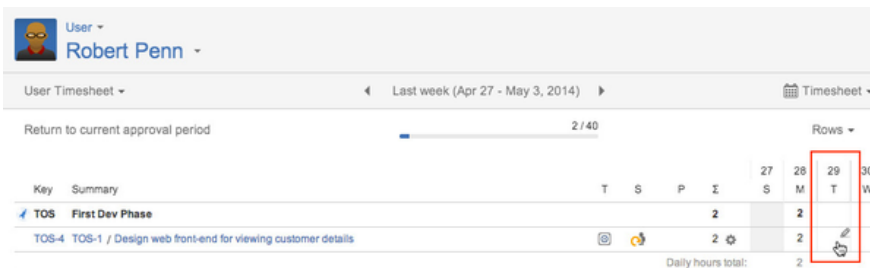 User
Robert Penn
User Timesheet Last week (Apr 27 - May 3, 2014) Timesheet
Return to current approval period 2 / 40 Rows
27 28 29 30
Key Summary T S P Σ S M T W
TOS First Dev Phase 2 2
TOS-4 TOS-1 / Design web front-end for viewing customer details 2 2
Daily hours total: 2